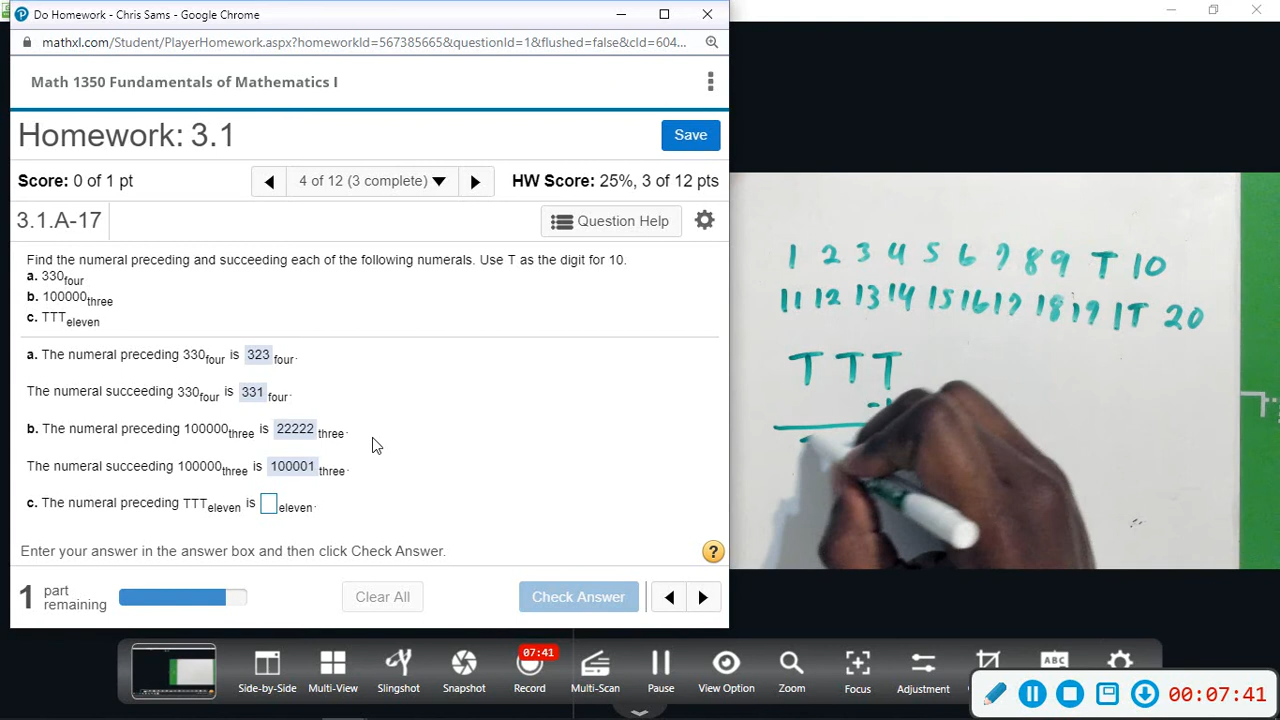 Do Homework - Chris Sams - Google Chrome
mathxl.com/Student/PlayerHomework.aspx?homeworkId=567385665&questionId=1&flushed=false&cId=604...
Math 1350 Fundamentals of Mathematics I
Homework: 3.1
Save
Score: 0 of 1 pt
4 of 12 (3 complete)
HW Score: 25%, 3 of 12 pts
3.1.A-17
Question Help
Find the numeral preceding and succeeding each of the following numerals. Use T as the digit for 10.
a. 330four
b. 100000three
c. TTTeleven
a. The numeral preceding 330four is 323 four.
The numeral succeeding 330four is 331 four.
b. The numeral preceding 100000three is 22222 three.
The numeral succeeding 100000three is 100001 three.
c. The numeral preceding TTTeleven is eleven.
Enter your answer in the answer box and then click Check Answer.
?
1 part remaining
Clear All
Check Answer
1 2 3 4 5 6 7 8 9 T 10
11 12 13 14 15 16 17 18 19 1T 20
T T T
Side-by-Side
Multi-View
Slingshot
Snapshot
07:41
Record
Multi-Scan
Pause
View Option
Zoom
Focus
Adjustment
ABC
00:07:41